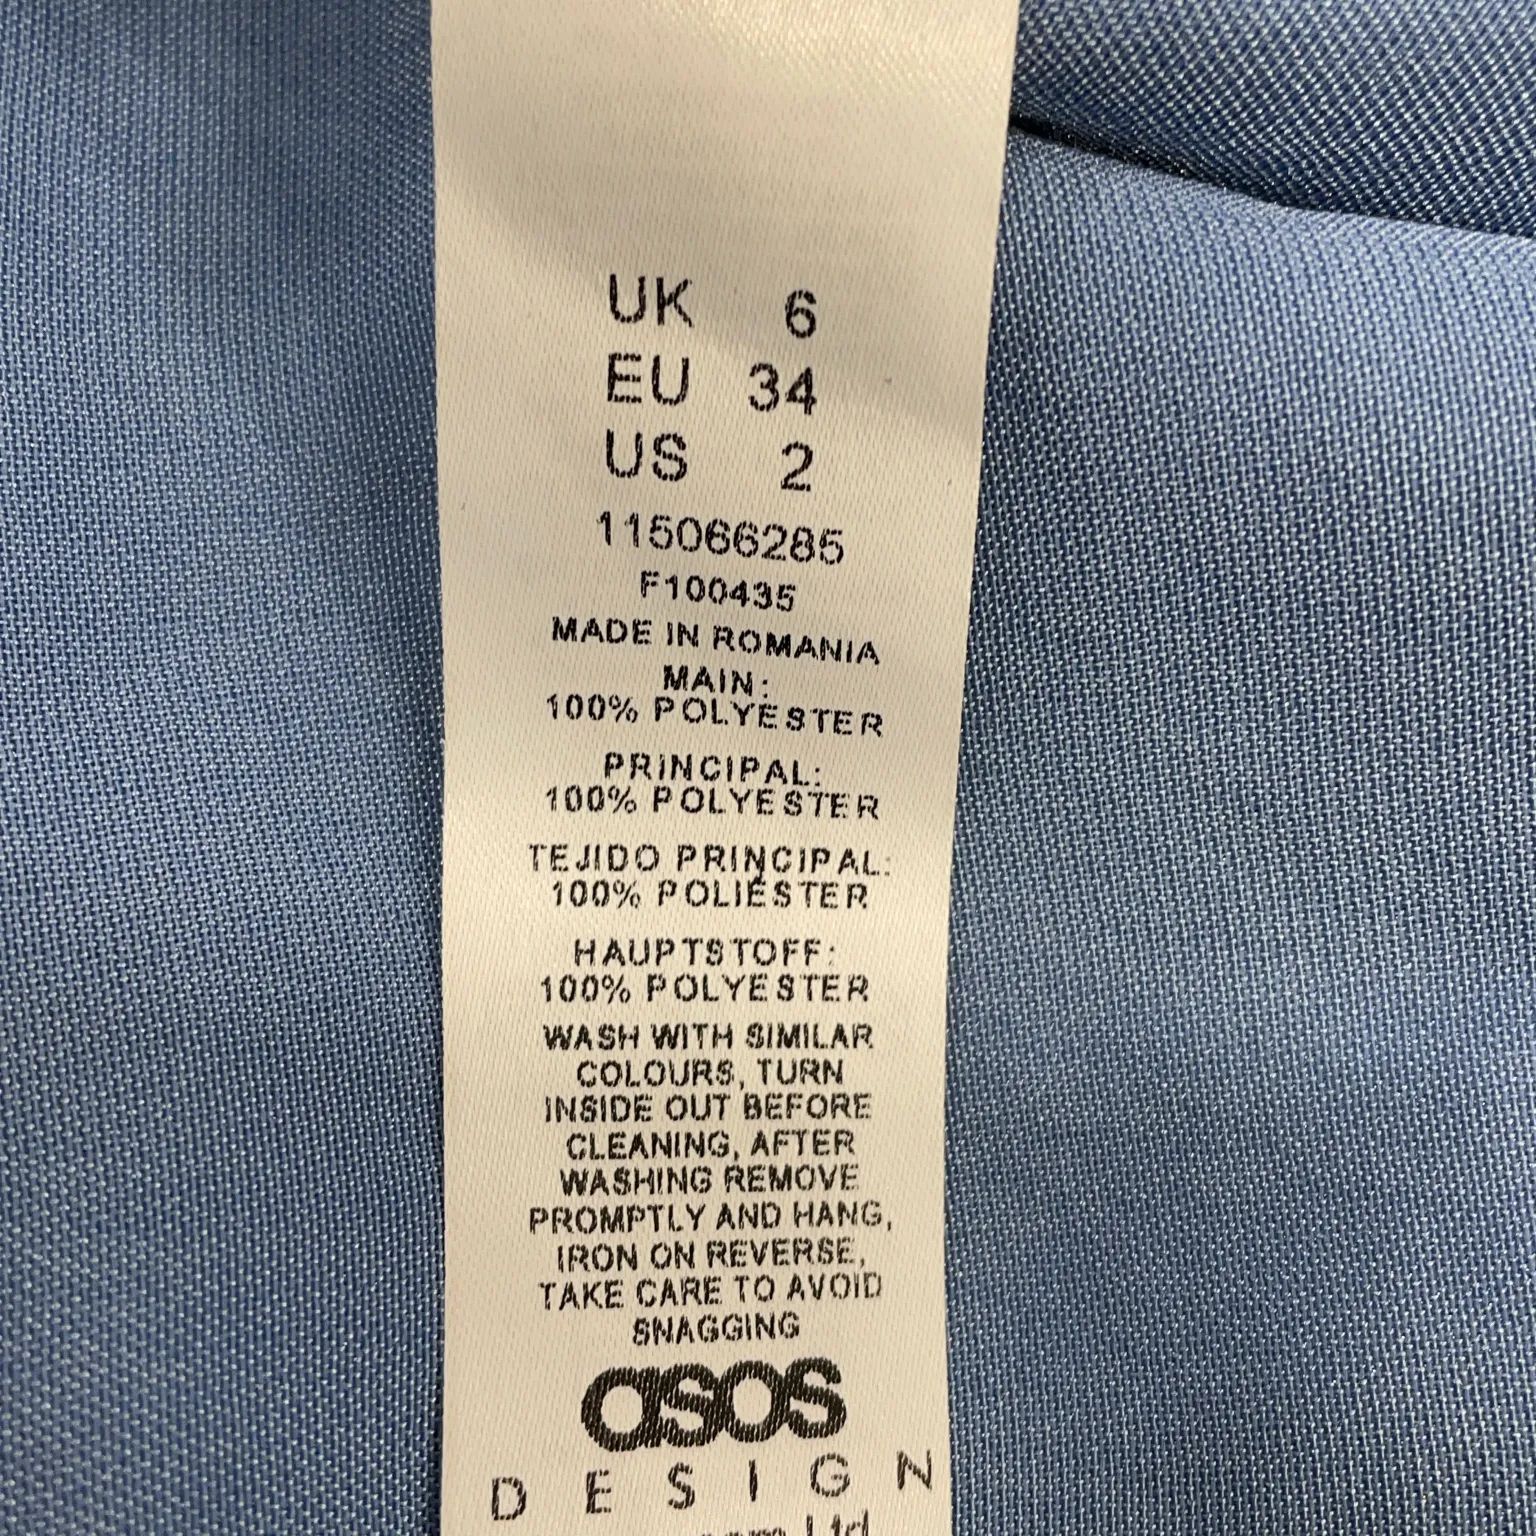 UK 6
EU 34
US 2
115066285
F100435
MADE IN ROMANIA
MAIN:
100% POLYESTER
PRINCIPAL:
100% POLYESTER
TEJIDO PRINCIPAL:
100% POLIÉSTER
HAUPTSTOFF:
100% POLYESTER
WASH WITH SIMILAR
COLOURS, TURN
INSIDE OUT BEFORE
CLEANING, AFTER
WASHING REMOVE
PROMPTLY AND HANG,
IRON ON REVERSE,
TAKE CARE TO AVOID
SNAGGING
asos
DESIGN
Ltd